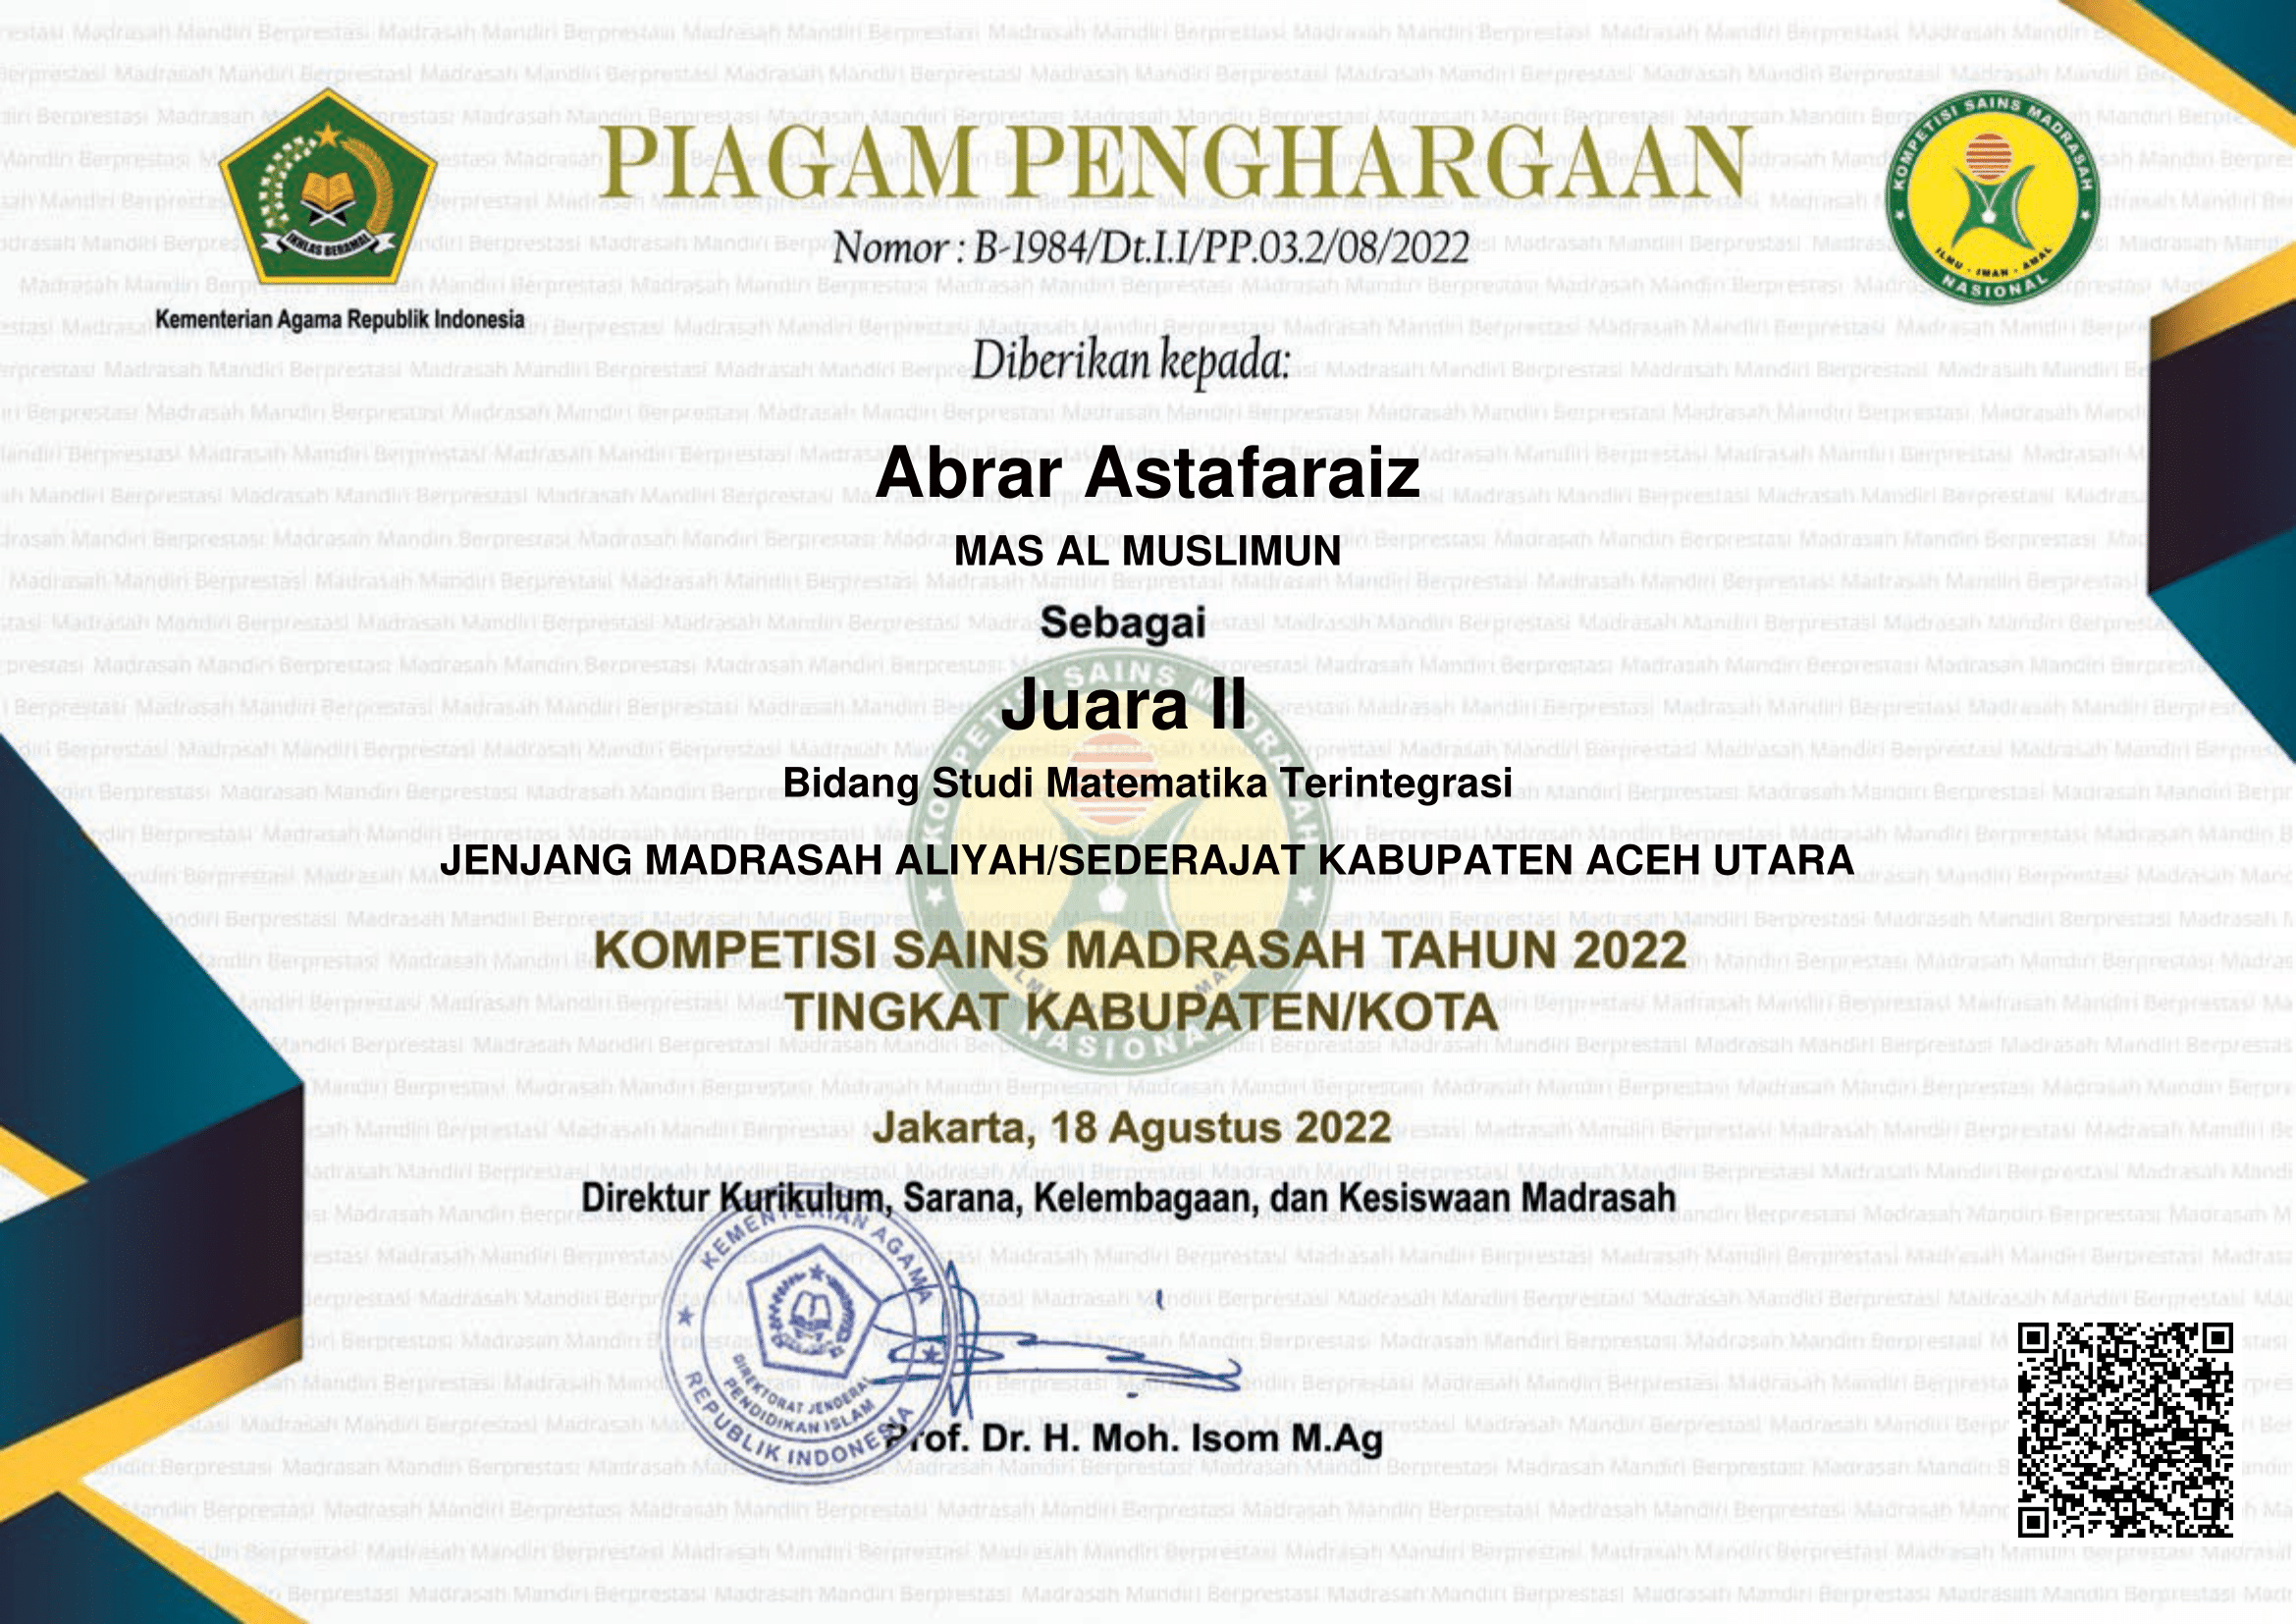 PIAGAM PENGHARGAAN
Nomor : B-1984/Dt.I.I/PP.03.2/08/2022
IKHLAS BERAMAL
Kementerian Agama Republik Indonesia
KOMPETISI SAINS MADRASAH
ILMU - IMAN - AMAL
NASIONAL
Diberikan kepada:
Abrar Astafaraiz
MAS AL MUSLIMUN
Sebagai
Juara II
Bidang Studi Matematika Terintegrasi
JENJANG MADRASAH ALIYAH/SEDERAJAT KABUPATEN ACEH UTARA
KOMPETISI SAINS MADRASAH TAHUN 2022
TINGKAT KABUPATEN/KOTA
Jakarta, 18 Agustus 2022
Direktur Kurikulum, Sarana, Kelembagaan, dan Kesiswaan Madrasah
KEMENTERIAN AGAMA
DIREKTORAT JENDERAL
PENDIDIKAN ISLAM
REPUBLIK INDONESIA
Prof. Dr. H. Moh. Isom M.Ag